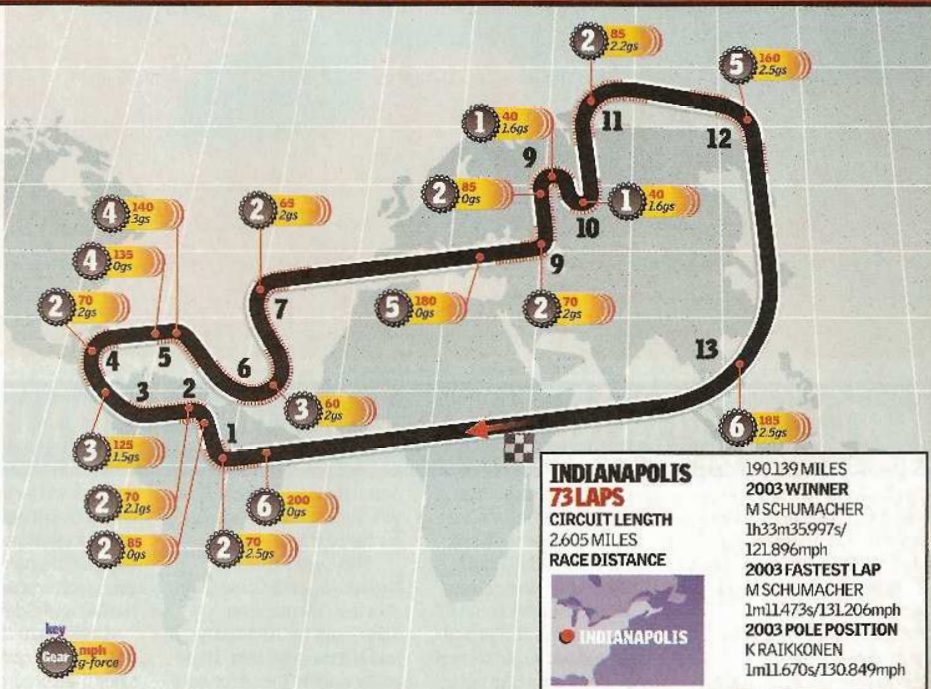 2
85
2.2gs
5
160
2.5gs
11
12
1
40
1.6gs
9
2
85
0gs
1
40
1.6gs
10
4
140
3gs
2
65
2gs
4
135
0gs
9
2
70
2gs
7
5
180
0gs
2
70
2gs
4
5
6
13
3
2
3
60
2gs
1
3
125
1.5gs
6
185
2.5gs
2
70
2.1gs
6
200
0gs
2
85
0gs
2
70
2.5gs
key
Gear
mph
g-force
INDIANAPOLIS
73 LAPS
CIRCUIT LENGTH
2.605 MILES
RACE DISTANCE
INDIANAPOLIS
190.139 MILES
2003 WINNER
M SCHUMACHER
1h33m35.997s/
121.896mph
2003 FASTEST LAP
M SCHUMACHER
1m11.473s/131.206mph
2003 POLE POSITION
K RAIKKONEN
1m11.670s/130.849mph